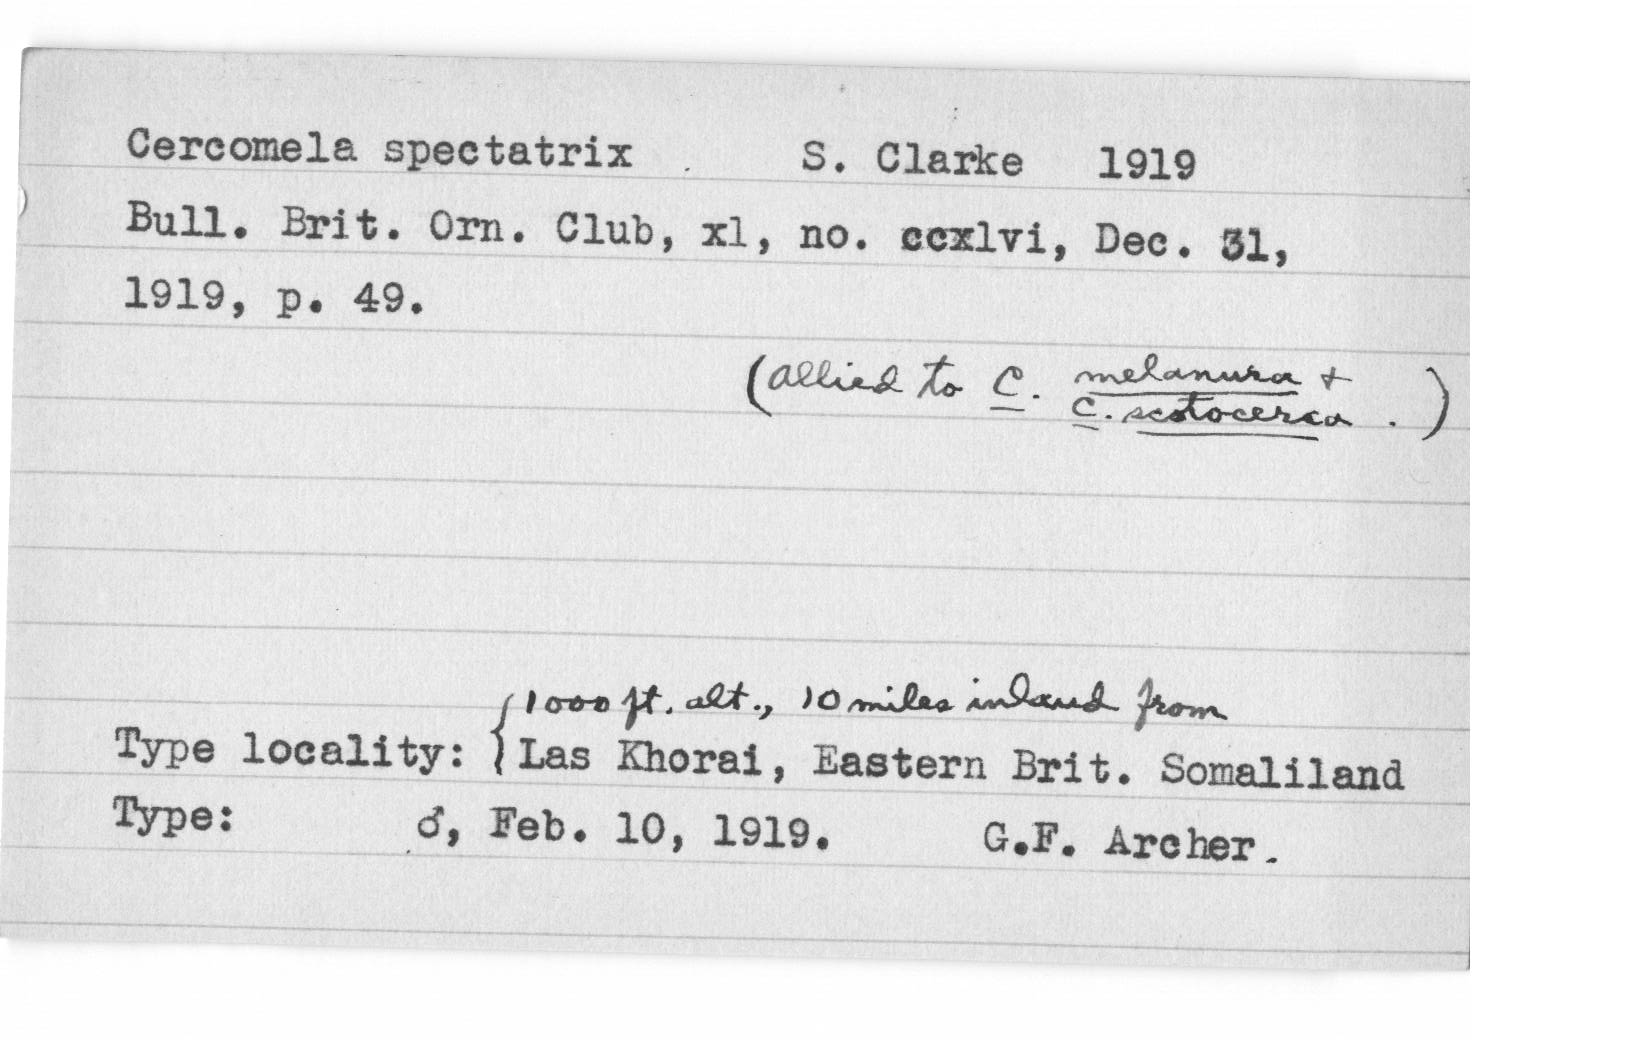 Cercomela spectatrix . S. Clarke 1919
Bull. Brit. Orn. Club, xl, no. ccxlvi, Dec. 31,
1919, p. 49.
(allied to C. melanura +
C. scotocerca . )
{ 1000 ft. alt., 10 miles inland from
Type locality: Las Khorai, Eastern Brit. Somaliland
Type: ♂, Feb. 10, 1919. G.F. Archer.